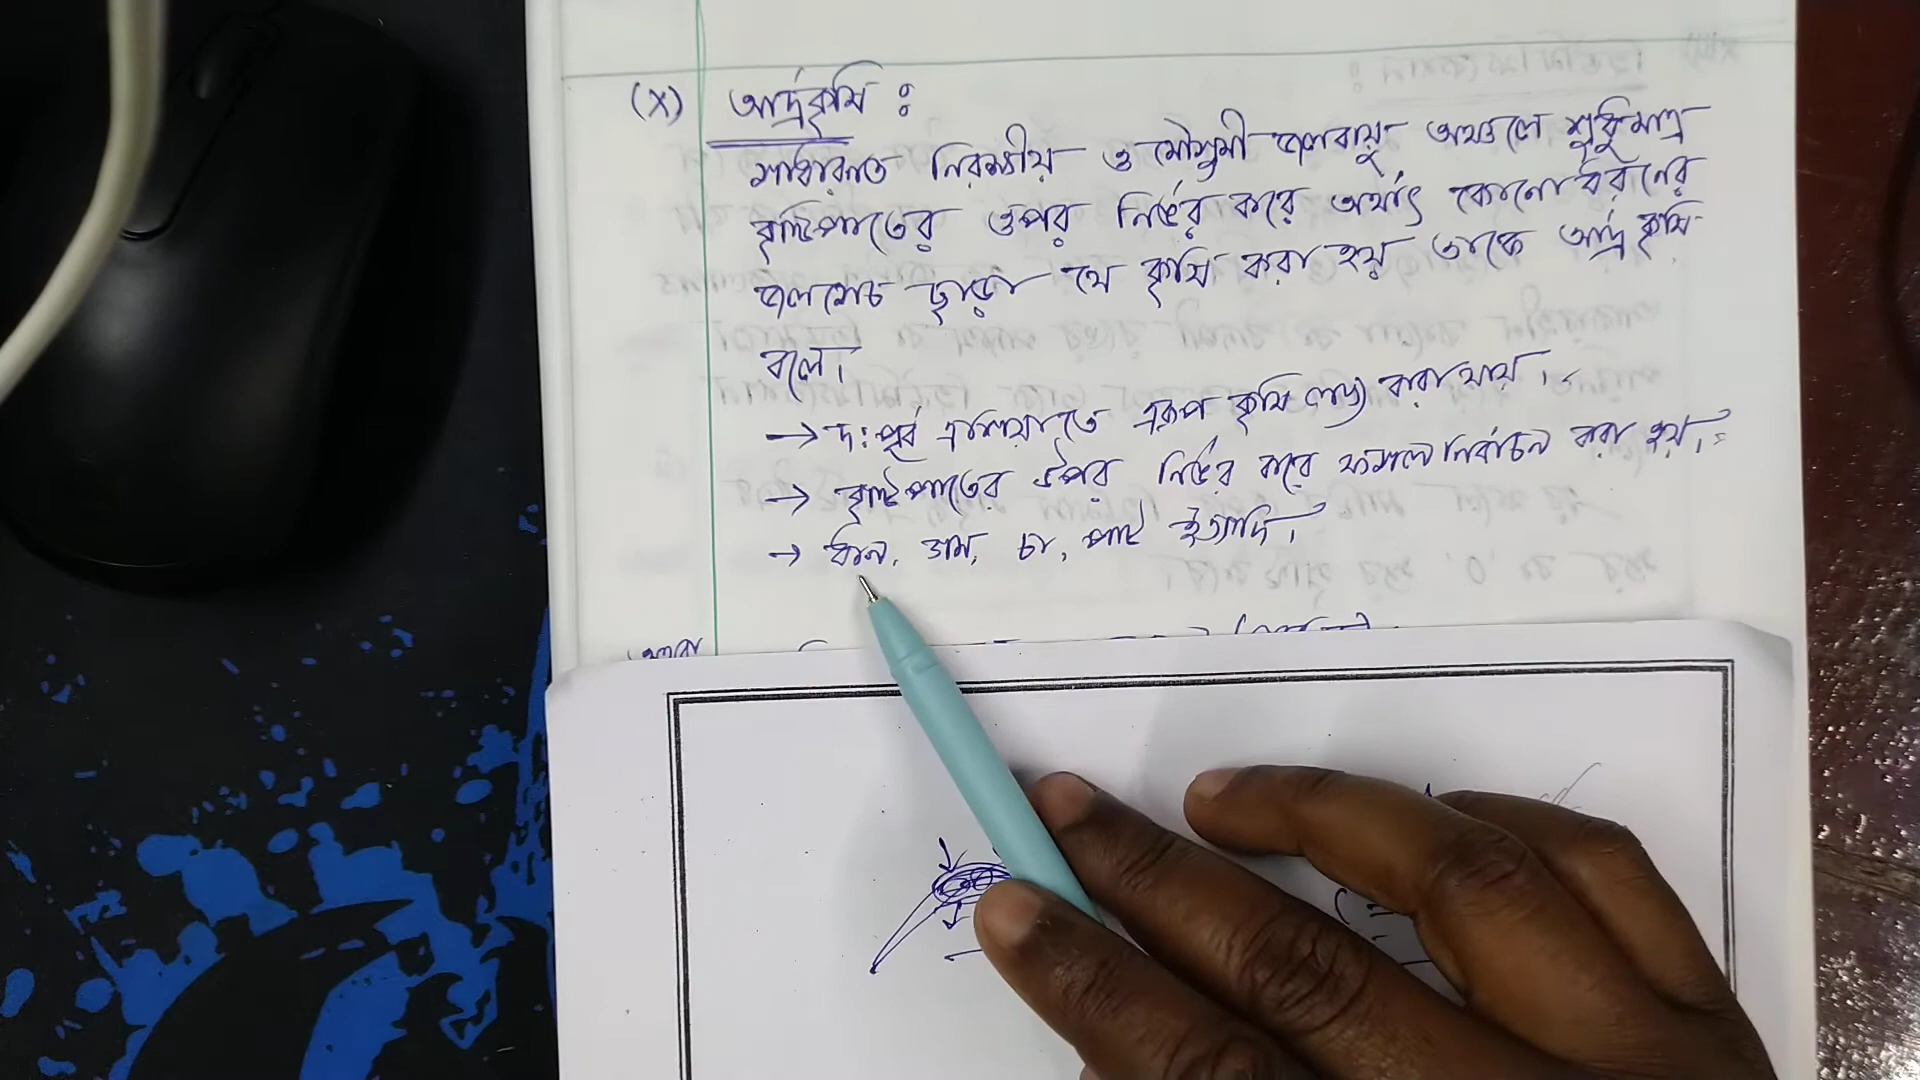 (x) আর্দ্রকৃষি :
সাধারণত নিরক্ষীয় ও মৌসুমী জলবায়ু অঞ্চলে শুধুমাত্র
বৃষ্টিপাতের ওপর নির্ভর করে অর্থাৎ কোনো ধরনের
জলসেচ ছাড়া যে কৃষি করা হয় তাকে আর্দ্র কৃষি
বলে।
→ দ: পূর্ব এশিয়াতে এরূপ কৃষি লক্ষ্য করা যায়।
→ বৃষ্টিপাতের উপর নির্ভর করে ফসল নির্বাচন করা হয়।
→ ধান, চা, পাট ইত্যাদি।